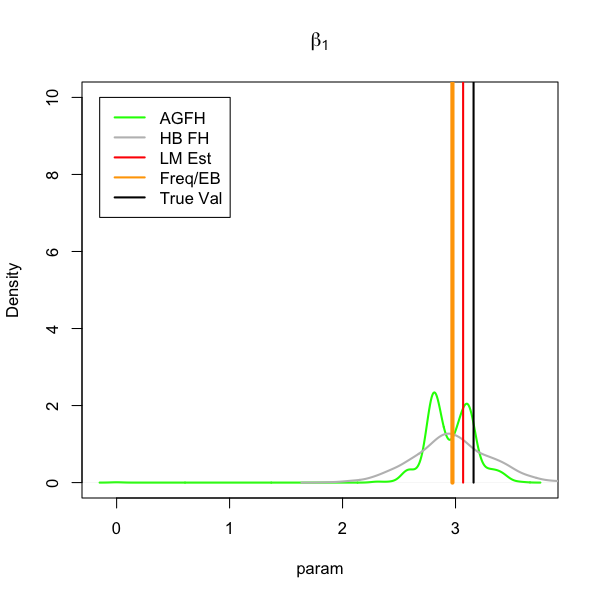 β1
AGFH
HB FH
LM Est
Freq/EB
True Val
Density
10
8
6
4
2
0
0 1 2 3
param